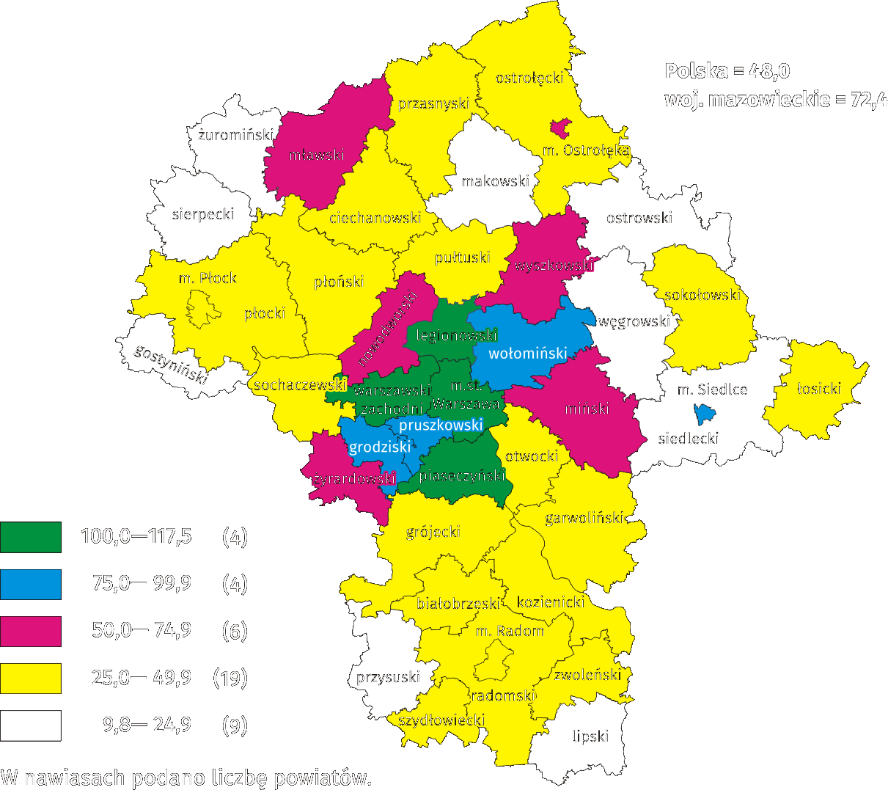 ostrołęcki
Polska = 48,0
przasnyski
woj. mazowieckie = 72,4
żuromiński
mławski
m. Ostrołęka
makowski
sierpecki
ciechanowski
ostrowski
pułtuski
wyszkowski
m. Płock
płoński
sokołowski
płocki
nowodworski
legionowski
węgrowski
wołomiński
gostyniński
sochaczewski
warszawski
zachodni
m.st.
Warszawa
m. Siedlce
łosicki
miński
pruszkowski
siedlecki
grodziski
otwocki
żyrardowski
piaseczyński
garwoliński
grójecki
100,0–117,5 (4)
75,0– 99,9 (4)
białobrzeski
kozienicki
50,0– 74,9 (6)
m. Radom
25,0– 49,9 (19)
przysuski
zwoleński
radomski
9,8– 24,9 (9)
szydłowiecki
lipski
W nawiasach podano liczbę powiatów.